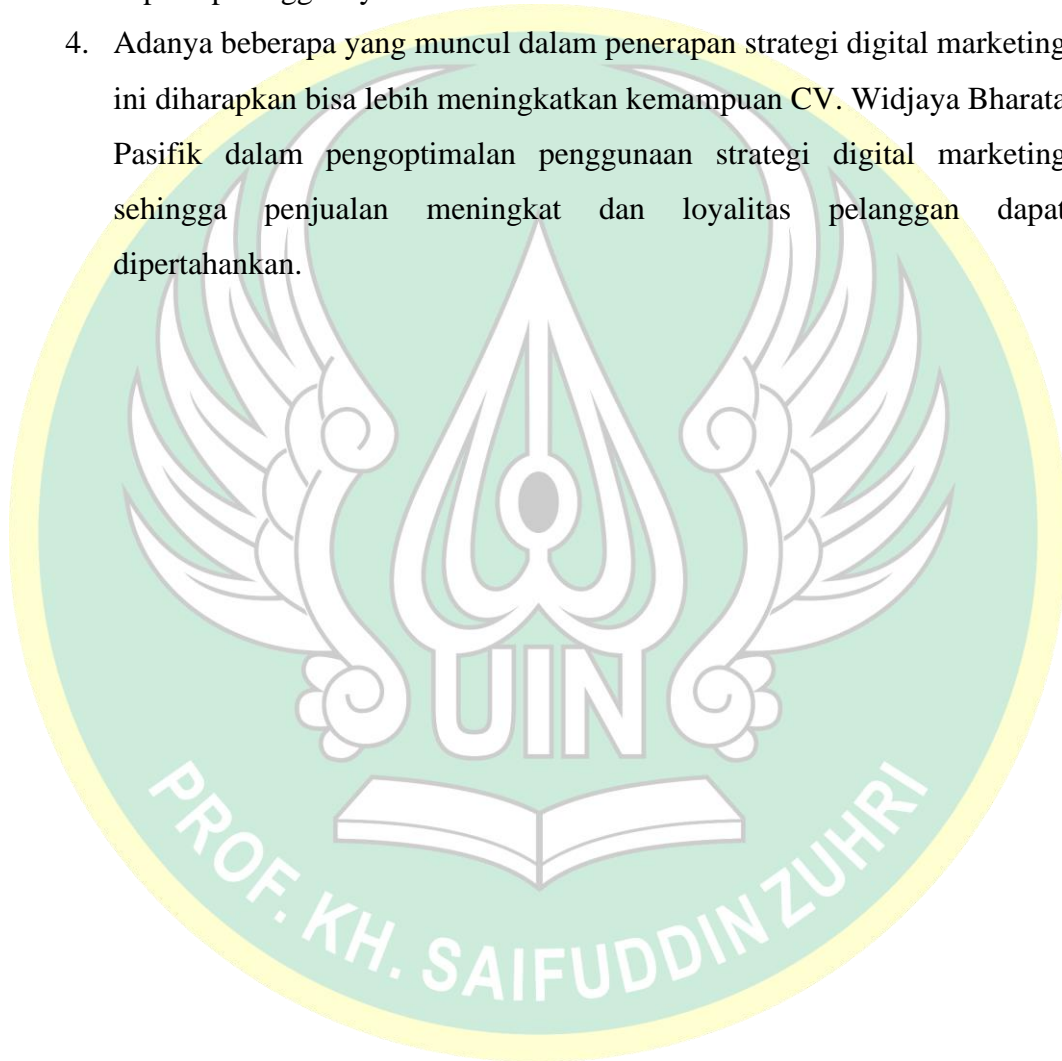 4. Adanya beberapa yang muncul dalam penerapan strategi digital marketing
ini diharapkan bisa lebih meningkatkan kemampuan CV. Widjaya Bharata
Pasifik dalam pengoptimalan penggunaan strategi digital marketing
sehingga penjualan meningkat dan loyalitas pelanggan dapat
dipertahankan.
UIN
PROF. KH. SAIFUDDIN ZUHRI